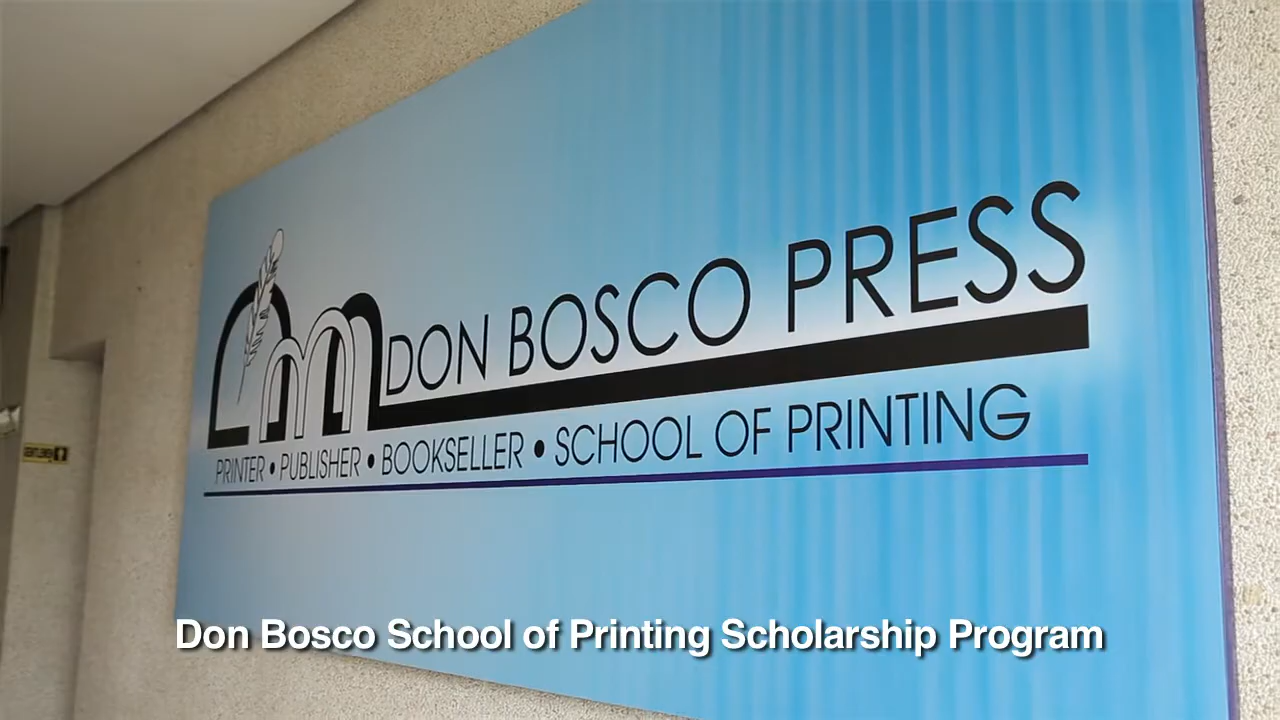 DON BOSCO PRESS
PRINTER • PUBLISHER • BOOKSELLER • SCHOOL OF PRINTING
Don Bosco School of Printing Scholarship Program